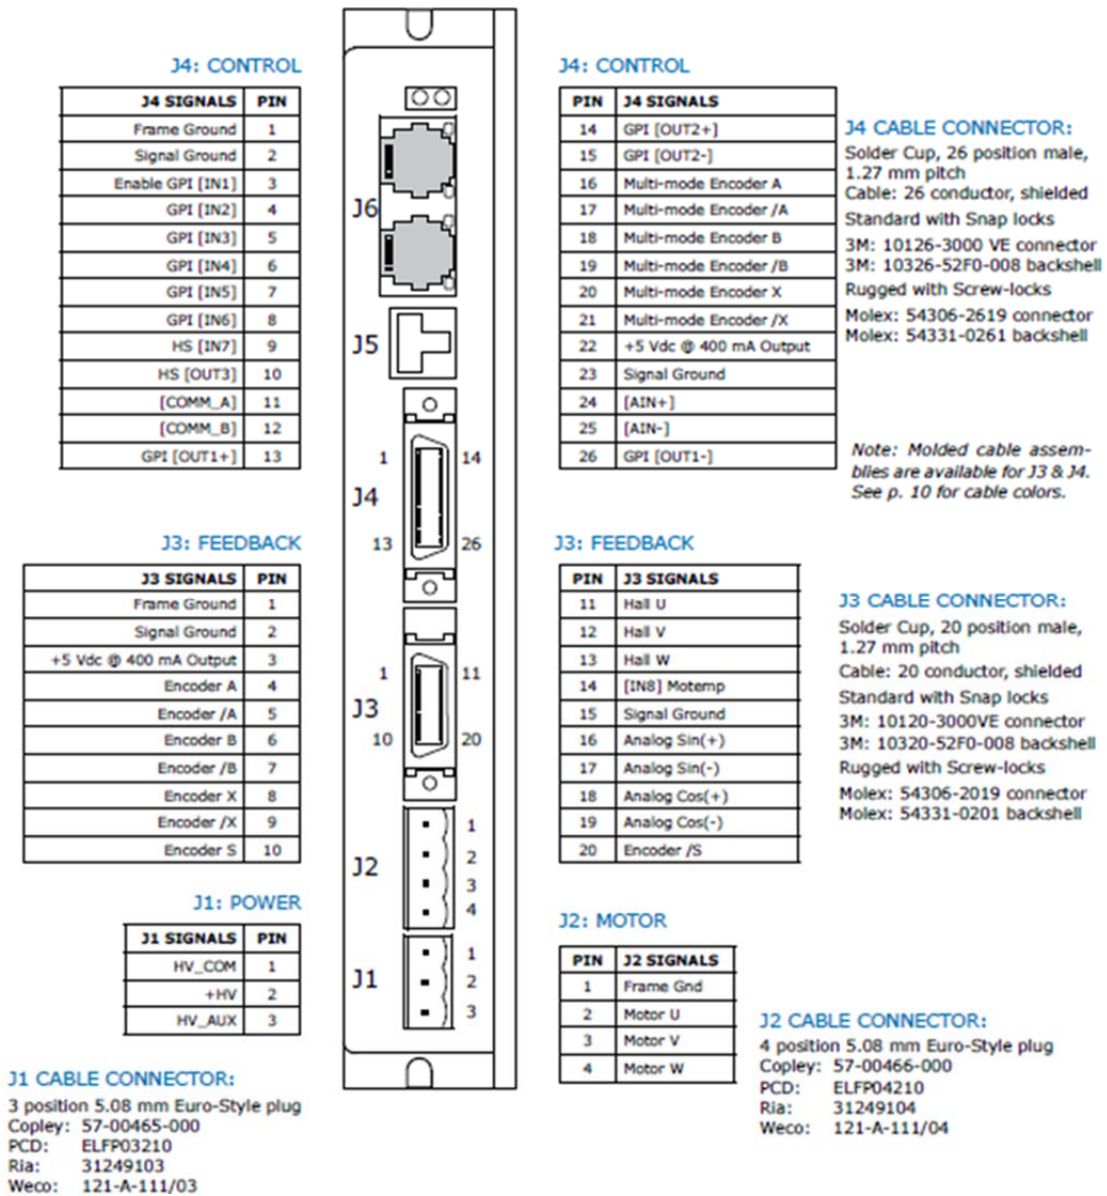 J4: CONTROL
J4 SIGNALS PIN
Frame Ground 1
Signal Ground 2
Enable GPI [IN1] 3
GPI [IN2] 4
GPI [IN3] 5
GPI [IN4] 6
GPI [IN5] 7
GPI [IN6] 8
HS [IN7] 9
HS [OUT3] 10
[COMM_A] 11
[COMM_B] 12
GPI [OUT1+] 13
J3: FEEDBACK
J3 SIGNALS PIN
Frame Ground 1
Signal Ground 2
+5 Vdc @ 400 mA Output 3
Encoder A 4
Encoder /A 5
Encoder B 6
Encoder /B 7
Encoder X 8
Encoder /X 9
Encoder S 10
J1: POWER
J1 SIGNALS PIN
HV_COM 1
+HV 2
HV_AUX 3
J1 CABLE CONNECTOR:
3 position 5.08 mm Euro-Style plug
Copley: 57-00465-000
PCD: ELFP03210
Ria: 31249103
Weco: 121-A-111/03
J6
J5
1 14
J4
13 26
1 11
J3
10 20
1
J2
2
3
4
1
J1
2
3
J4: CONTROL
PIN J4 SIGNALS
14 GPI [OUT2+]
15 GPI [OUT2-]
16 Multi-mode Encoder A
17 Multi-mode Encoder /A
18 Multi-mode Encoder B
19 Multi-mode Encoder /B
20 Multi-mode Encoder X
21 Multi-mode Encoder /X
22 +5 Vdc @ 400 mA Output
23 Signal Ground
24 [AIN+]
25 [AIN-]
26 GPI [OUT1-]
J4 CABLE CONNECTOR:
Solder Cup, 26 position male,
1.27 mm pitch
Cable: 26 conductor, shielded
Standard with Snap locks
3M: 10126-3000 VE connector
3M: 10326-52F0-008 backshell
Rugged with Screw-locks
Molex: 54306-2619 connector
Molex: 54331-0261 backshell
Note: Molded cable assem-
blies are available for J3 & J4.
See p. 10 for cable colors.
J3: FEEDBACK
PIN J3 SIGNALS
11 Hall U
12 Hall V
13 Hall W
14 [IN8] Motemp
15 Signal Ground
16 Analog Sin(+)
17 Analog Sin(-)
18 Analog Cos(+)
19 Analog Cos(-)
20 Encoder /S
J3 CABLE CONNECTOR:
Solder Cup, 20 position male,
1.27 mm pitch
Cable: 20 conductor, shielded
Standard with Snap locks
3M: 10120-3000VE connector
3M: 10320-52F0-008 backshell
Rugged with Screw-locks
Molex: 54306-2019 connector
Molex: 54331-0201 backshell
J2: MOTOR
PIN J2 SIGNALS
1 Frame Gnd
2 Motor U
3 Motor V
4 Motor W
J2 CABLE CONNECTOR:
4 position 5.08 mm Euro-Style plug
Copley: 57-00466-000
PCD: ELFP04210
Ria: 31249104
Weco: 121-A-111/04